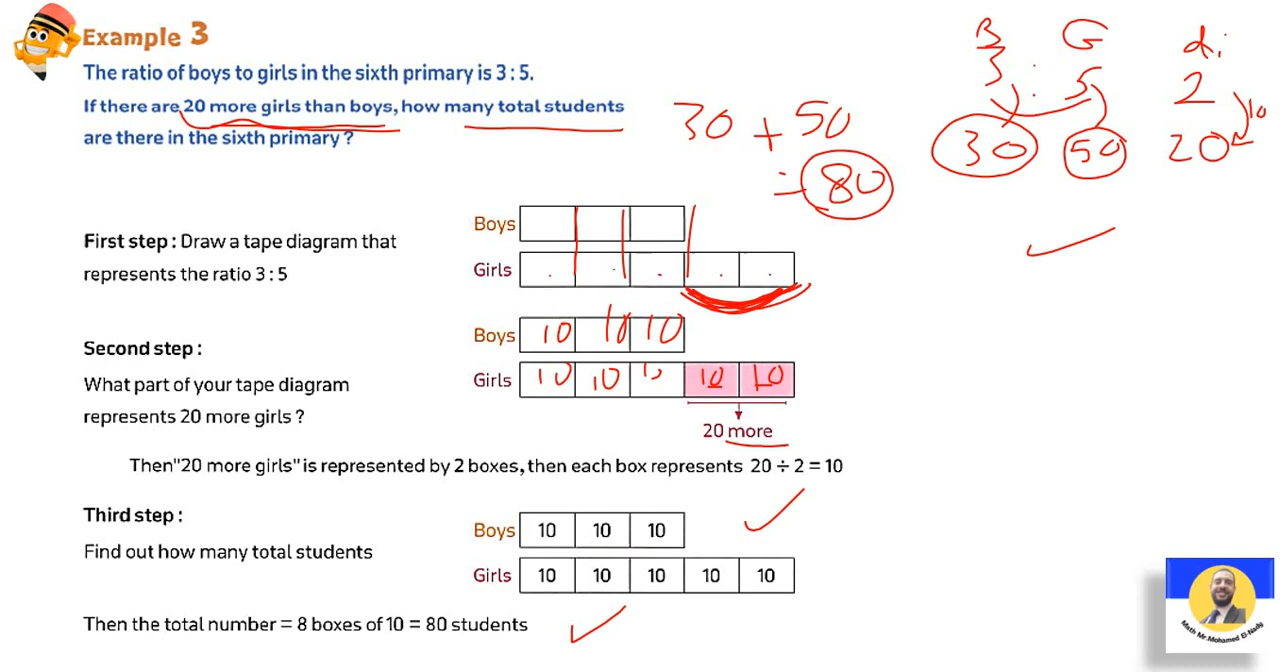 Example 3
The ratio of boys to girls in the sixth primary is 3 : 5.
If there are 20 more girls than boys, how many total students
are there in the sixth primary ?
30 + 50
= 80
B G di
3 : 5 2
10
30 50 20
First step : Draw a tape diagram that
represents the ratio 3 : 5
Boys
Girls
Second step :
What part of your tape diagram
represents 20 more girls ?
Boys 10 10 10
Girls 10 10 10 10 10
20 more
Then "20 more girls" is represented by 2 boxes, then each box represents 20 ÷ 2 = 10
Third step :
Find out how many total students
Boys 10 10 10
Girls 10 10 10 10 10
Then the total number = 8 boxes of 10 = 80 students
Math Mr.Mohamed El-Nady